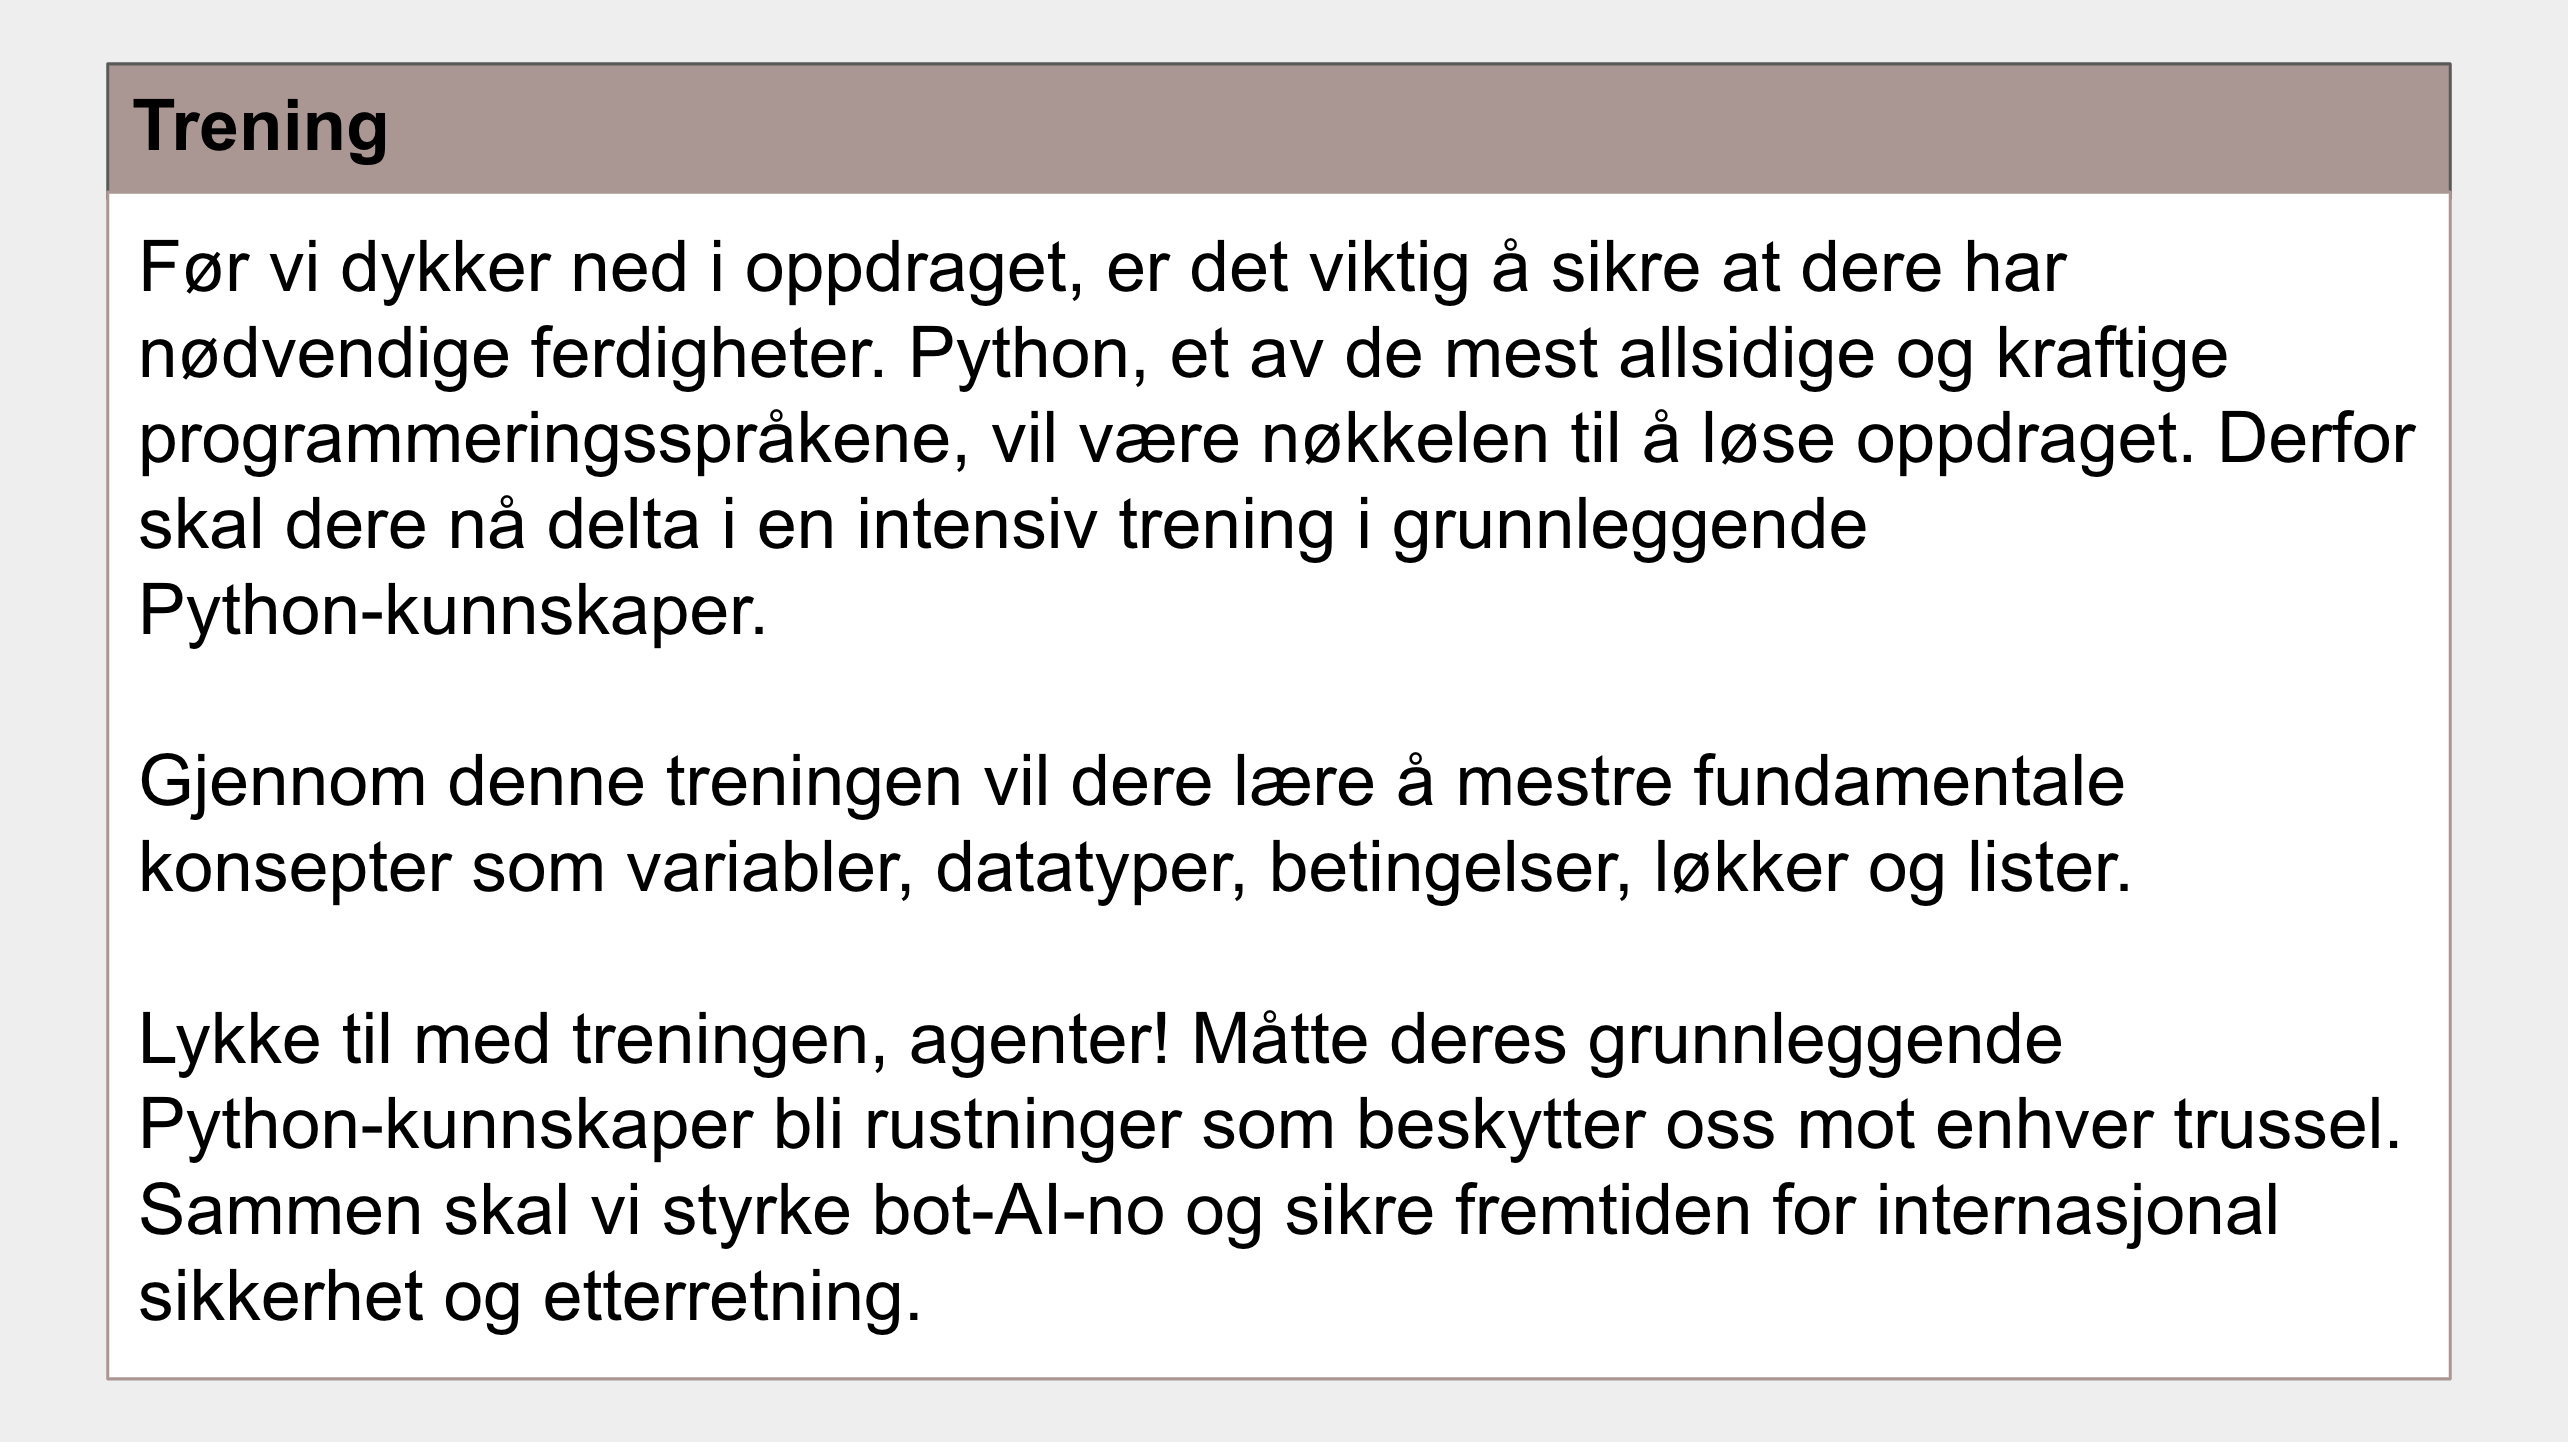 Trening
Før vi dykker ned i oppdraget, er det viktig å sikre at dere har
nødvendige ferdigheter. Python, et av de mest allsidige og kraftige
programmeringsspråkene, vil være nøkkelen til å løse oppdraget. Derfor
skal dere nå delta i en intensiv trening i grunnleggende
Python-kunnskaper.
Gjennom denne treningen vil dere lære å mestre fundamentale
konsepter som variabler, datatyper, betingelser, løkker og lister.
Lykke til med treningen, agenter! Måtte deres grunnleggende
Python-kunnskaper bli rustninger som beskytter oss mot enhver trussel.
Sammen skal vi styrke bot-AI-no og sikre fremtiden for internasjonal
sikkerhet og etterretning.